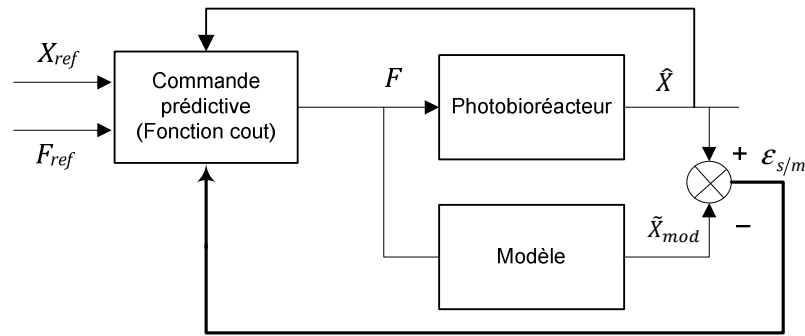 X_ref
F_ref
Commande
prédictive
(Fonction cout)
F
Photobioréacteur
X̂
+
ε_s/m
Modèle
X̃_mod
−